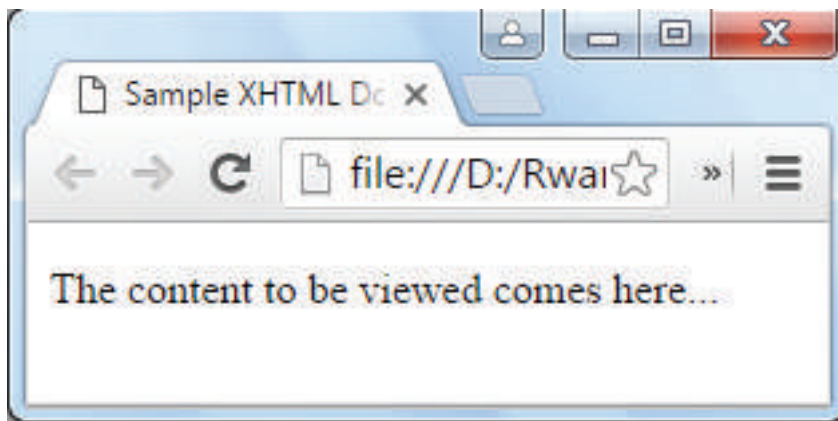 Sample XHTML Dc
file:///D:/Rwai
The content to be viewed comes here...